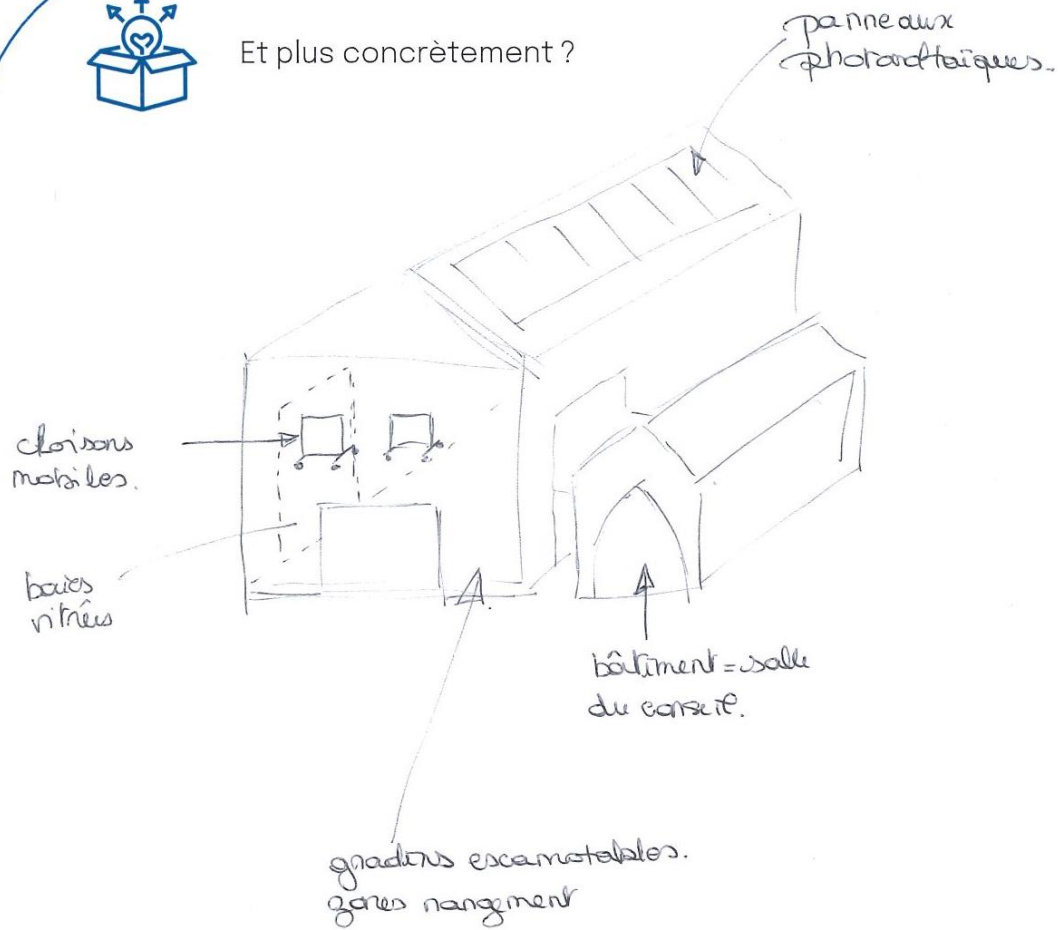 Et plus concrètement ?
panneaux
photovoltaïques.
cloisons
mobiles.
baies
vitrées
bâtiment = salle
du conseil.
gradins escamotables.
zones rangement